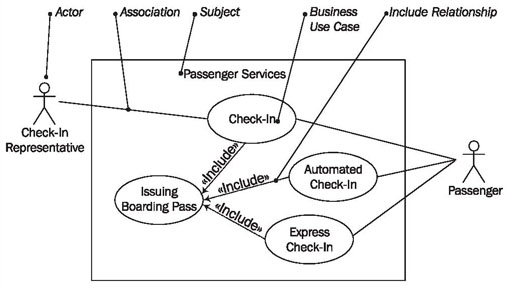 Actor
Association
Subject
Business
Use Case
Include Relationship
Passenger Services
Check-In
Check-In
Representative
«Include»
Automated
Check-In
Passenger
«Include»
Issuing
Boarding Pass
«Include»
Express
Check-In